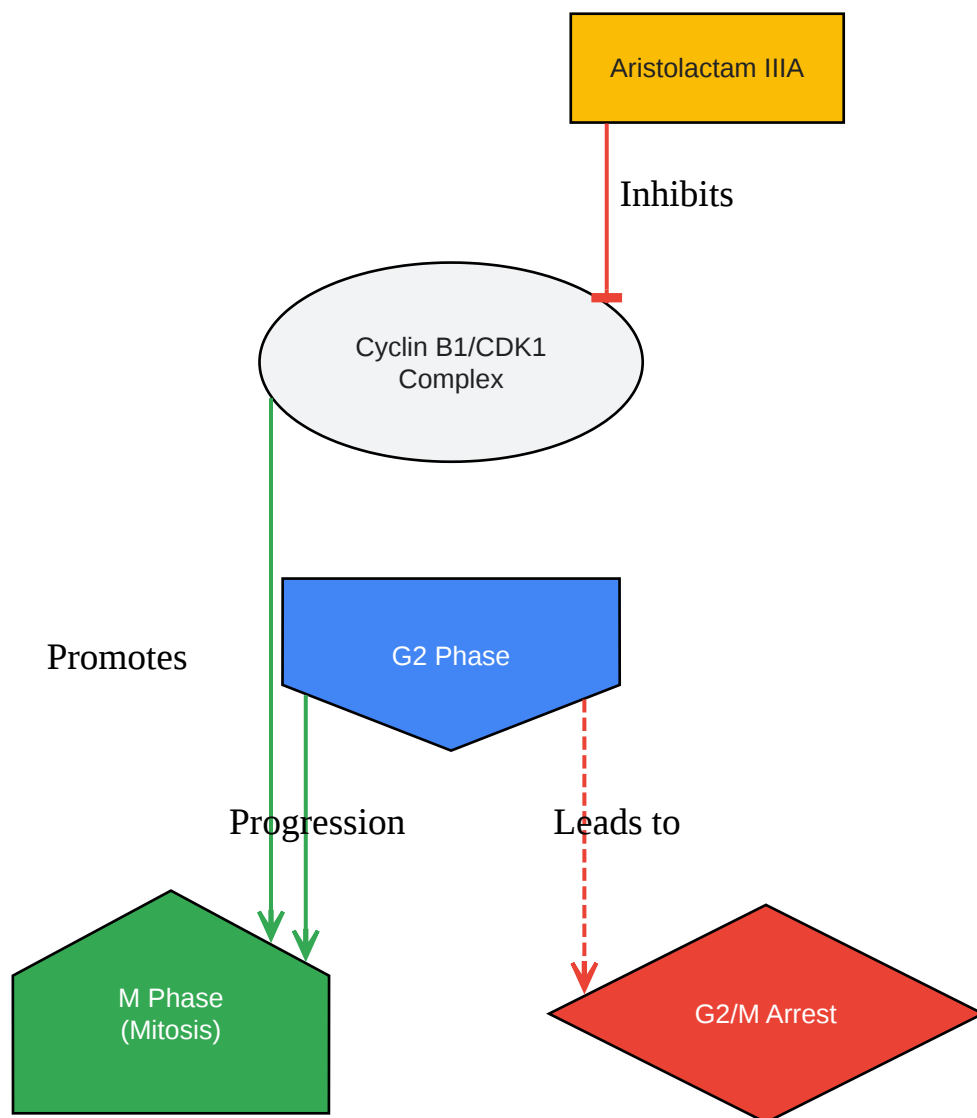 Aristolactam IIIA
Inhibits
Cyclin B1/CDK1
Complex
Promotes
G2 Phase
Progression
Leads to
M Phase
(Mitosis)
G2/M Arrest